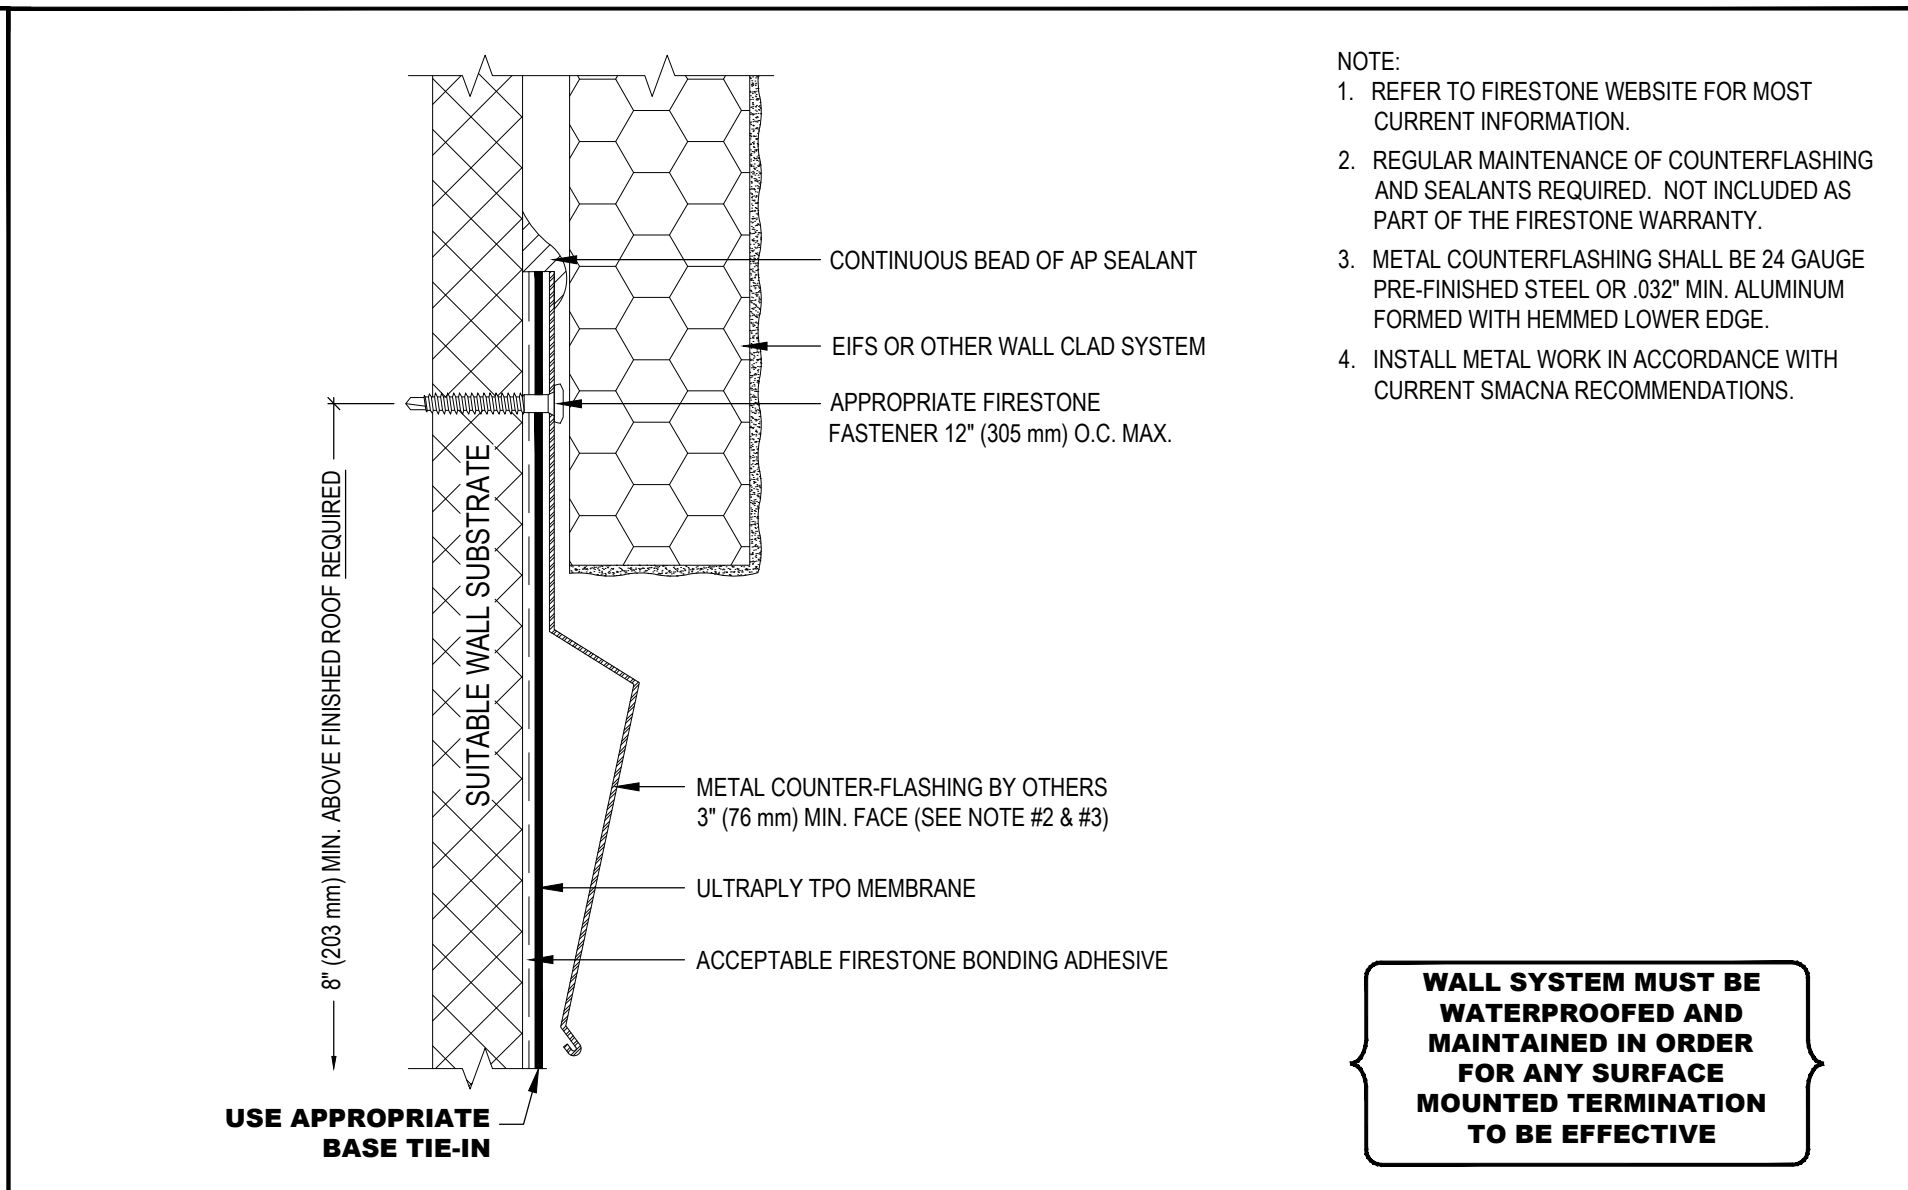 NOTE:
1. REFER TO FIRESTONE WEBSITE FOR MOST
CURRENT INFORMATION.
2. REGULAR MAINTENANCE OF COUNTERFLASHING
AND SEALANTS REQUIRED. NOT INCLUDED AS
PART OF THE FIRESTONE WARRANTY.
3. METAL COUNTERFLASHING SHALL BE 24 GAUGE
PRE-FINISHED STEEL OR .032" MIN. ALUMINUM
FORMED WITH HEMMED LOWER EDGE.
4. INSTALL METAL WORK IN ACCORDANCE WITH
CURRENT SMACNA RECOMMENDATIONS.
CONTINUOUS BEAD OF AP SEALANT
EIFS OR OTHER WALL CLAD SYSTEM
APPROPRIATE FIRESTONE
FASTENER 12" (305 mm) O.C. MAX.
8" (203 mm) MIN. ABOVE FINISHED ROOF REQUIRED
SUITABLE WALL SUBSTRATE
METAL COUNTER-FLASHING BY OTHERS
3" (76 mm) MIN. FACE (SEE NOTE #2 & #3)
ULTRAPLY TPO MEMBRANE
ACCEPTABLE FIRESTONE BONDING ADHESIVE
USE APPROPRIATE
BASE TIE-IN
WALL SYSTEM MUST BE
WATERPROOFED AND
MAINTAINED IN ORDER
FOR ANY SURFACE
MOUNTED TERMINATION
TO BE EFFECTIVE